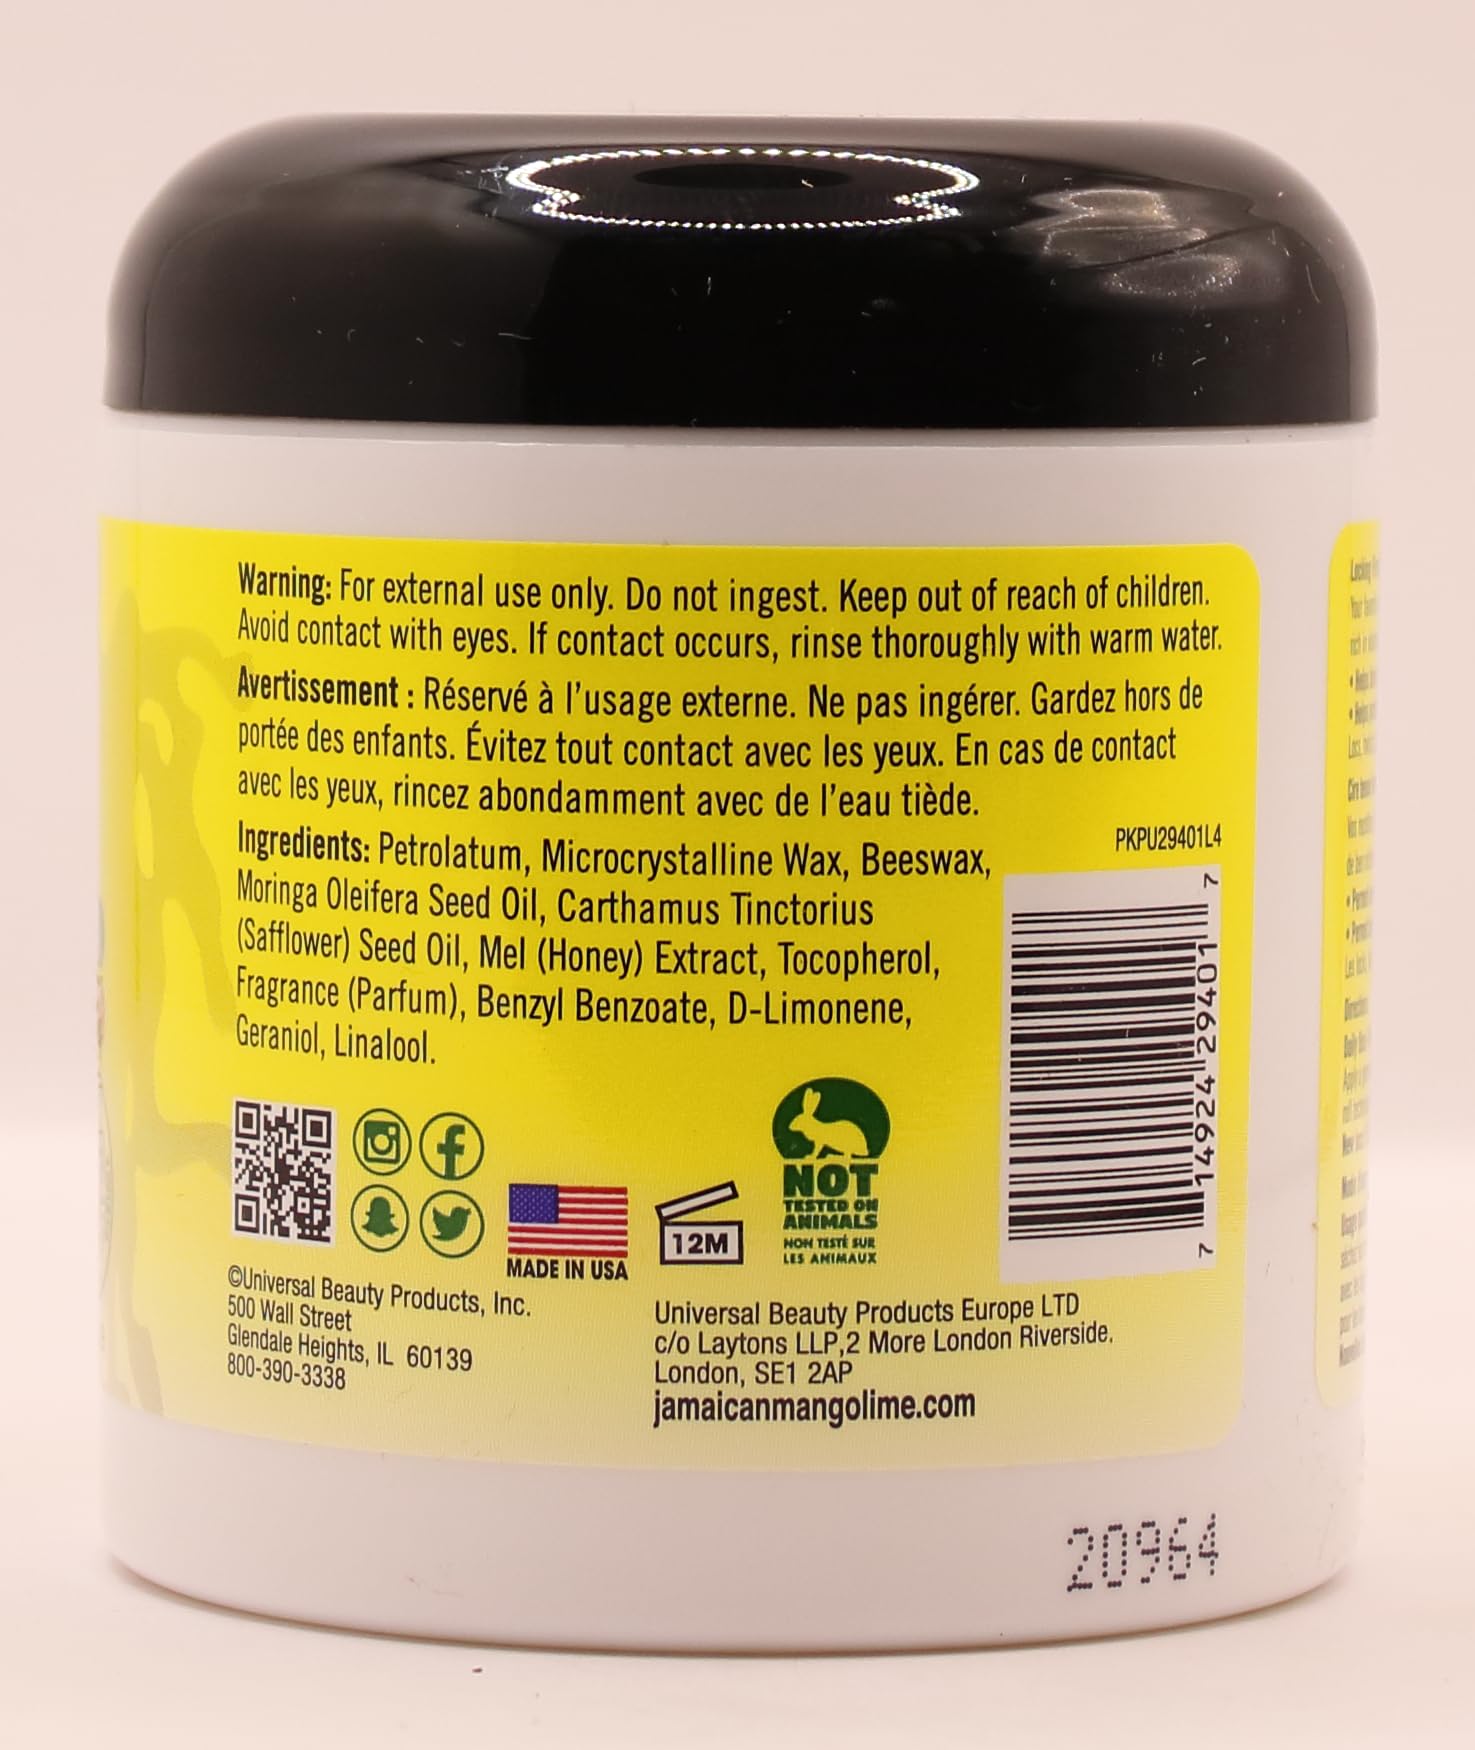 Warning: For external use only. Do not ingest. Keep out of reach of children.
Avoid contact with eyes. If contact occurs, rinse thoroughly with warm water.
Avertissement : Réservé à l'usage externe. Ne pas ingérer. Gardez hors de
portée des enfants. Évitez tout contact avec les yeux. En cas de contact
avec les yeux, rincez abondamment avec de l'eau tiède.
Ingredients: Petrolatum, Microcrystalline Wax, Beeswax,
Moringa Oleifera Seed Oil, Carthamus Tinctorius
(Safflower) Seed Oil, Mel (Honey) Extract, Tocopherol,
Fragrance (Parfum), Benzyl Benzoate, D-Limonene,
Geraniol, Linalool.
PKPU29401L4
7 14924 29401 7
NOT
TESTED ON
ANIMALS
NON TESTÉ SUR
LES ANIMAUX
12M
MADE IN USA
©Universal Beauty Products, Inc.
500 Wall Street
Glendale Heights, IL 60139
800-390-3338
Universal Beauty Products Europe LTD
c/o Laytons LLP,2 More London Riverside.
London, SE1 2AP
jamaicanmangolime.com
20964